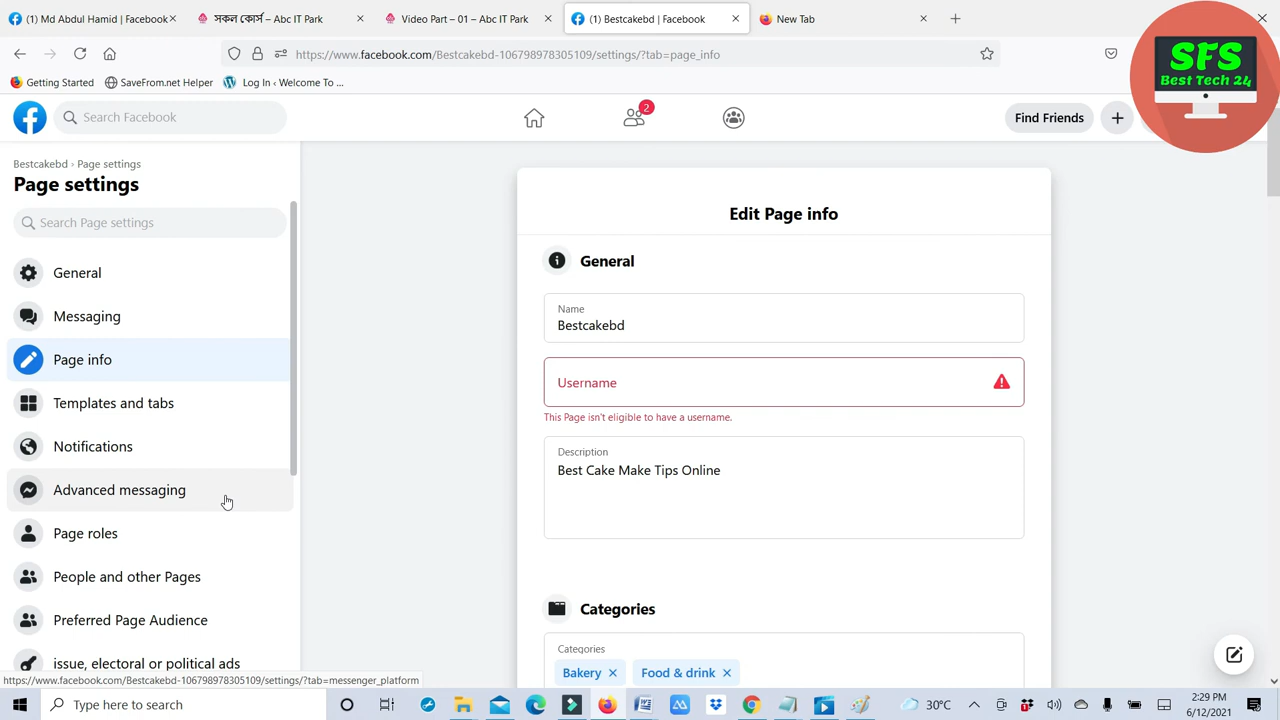 (1) Md Abdul Hamid | Facebook
সকল কোর্স – Abc IT Park
Video Part – 01 – Abc IT Park
(1) Bestcakebd | Facebook
New Tab
https://www.facebook.com/Bestcakebd-106798978305109/settings/?tab=page_info
Getting Started
SaveFrom.net Helper
Log In ‹ Welcome To ...
SFS
Best Tech 24
Search Facebook
2
Find Friends
Bestcakebd › Page settings
Page settings
Search Page settings
General
Messaging
Page info
Templates and tabs
Notifications
Advanced messaging
Page roles
People and other Pages
Preferred Page Audience
issue, electoral or political ads
https://www.facebook.com/Bestcakebd-106798978305109/settings/?tab=messenger_platform
Edit Page info
General
Name
Bestcakebd
Username
This Page isn't eligible to have a username.
Description
Best Cake Make Tips Online
Categories
Categories
Bakery
Food & drink
Type here to search
30°C
2:29 PM
6/12/2021